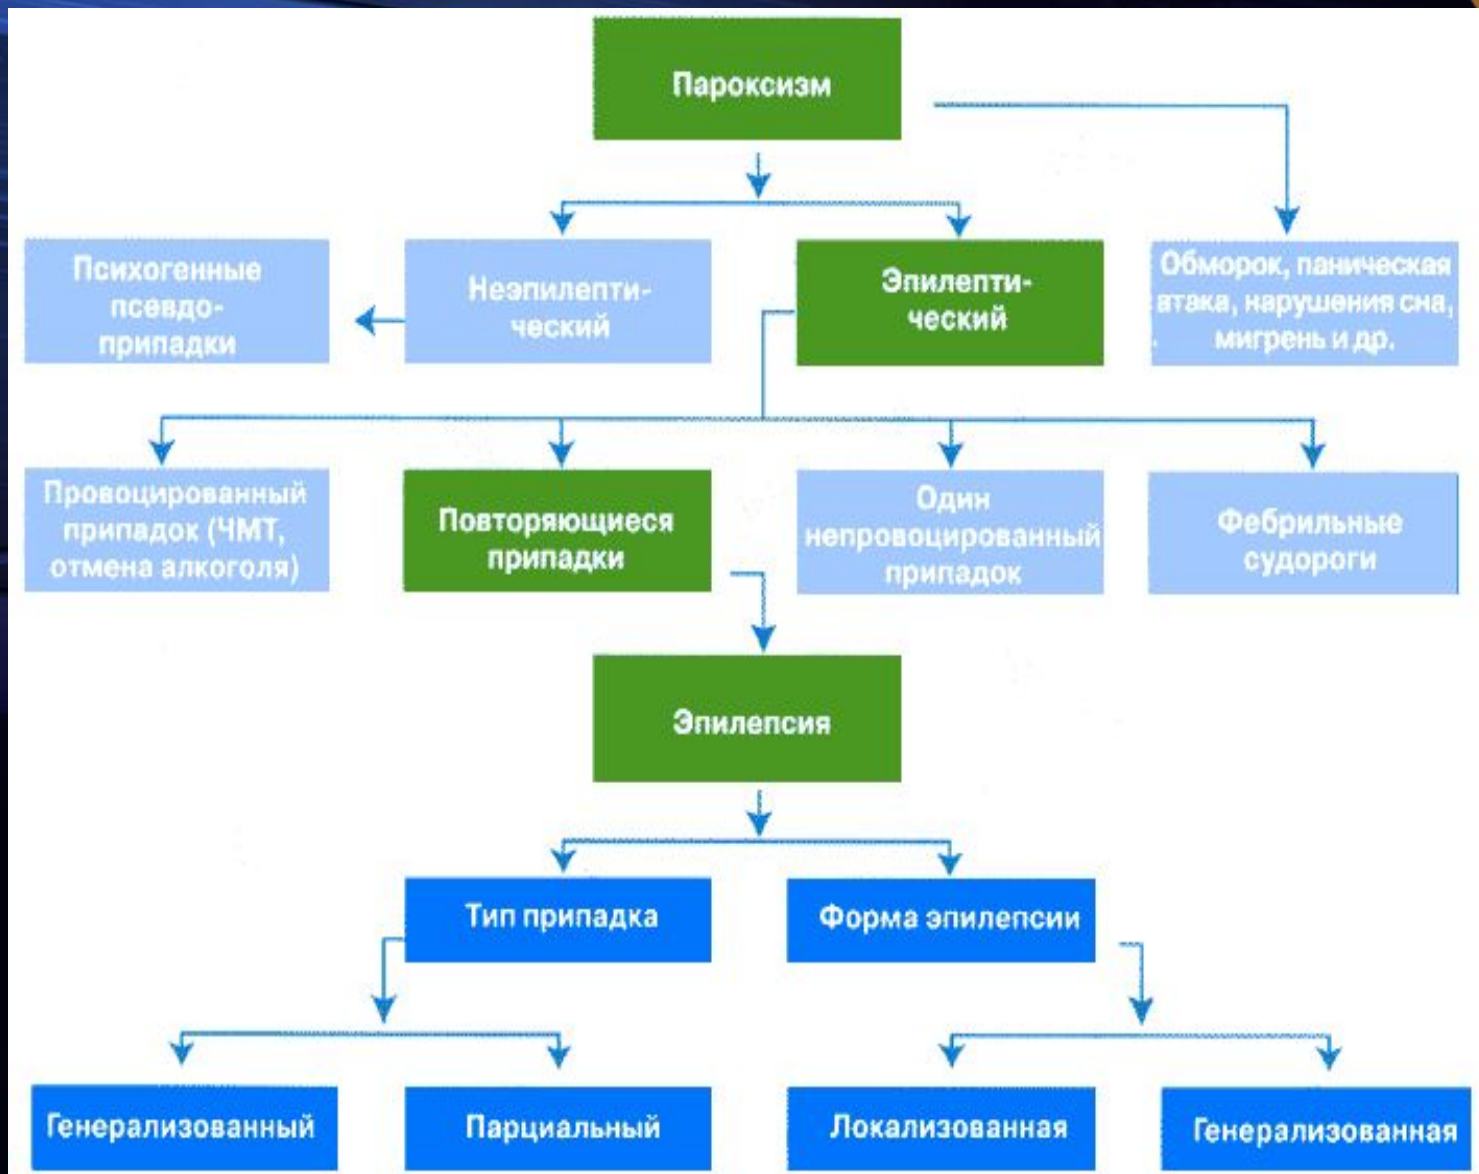 Пароксизм
Психогенные
псевдо-
припадки
Неэпилепти-
ческий
Эпилепти-
ческий
Обморок, паническая
атака, нарушения сна,
мигрень и др.
Провоцированный
припадок (ЧМТ,
отмена алкоголя)
Повторяющиеся
припадки
Один
непровоцированный
припадок
Фебрильные
судороги
Эпилепсия
Тип припадка
Форма эпилепсии
Генерализованный
Парциальный
Локализованная
Генерализованная